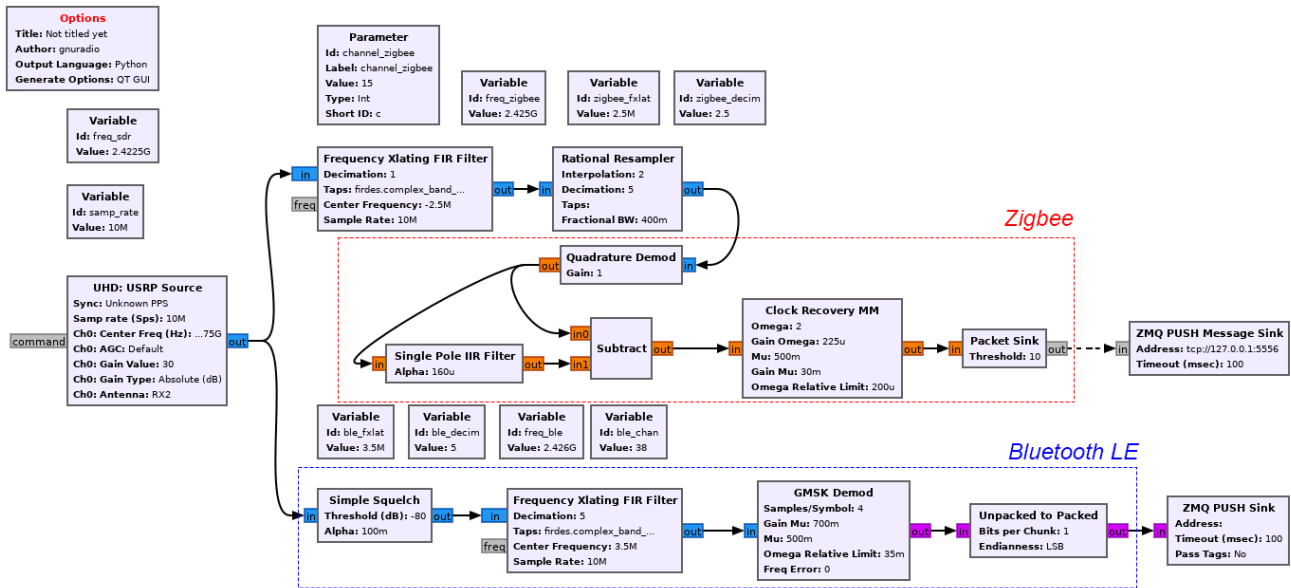 Options
Title: Not titled yet
Author: gnuradio
Output Language: Python
Generate Options: QT GUI
Parameter
Id: channel_zigbee
Label: channel_zigbee
Value: 15
Type: Int
Short ID: c
Variable
Id: freq_zigbee
Value: 2.425G
Variable
Id: zigbee_fxlat
Value: 2.5M
Variable
Id: zigbee_decim
Value: 2.5
Variable
Id: freq_sdr
Value: 2.4225G
Variable
Id: samp_rate
Value: 10M
Frequency Xlating FIR Filter
Decimation: 1
Taps: firdes.complex_band_...
Center Frequency: -2.5M
Sample Rate: 10M
in
freq
out
Rational Resampler
Interpolation: 2
Decimation: 5
Taps:
Fractional BW: 400m
in
out
Zigbee
Quadrature Demod
Gain: 1
out
in
UHD: USRP Source
Sync: Unknown PPS
Samp rate (Sps): 10M
Ch0: Center Freq (Hz): ...75G
Ch0: AGC: Default
Ch0: Gain Value: 30
Ch0: Gain Type: Absolute (dB)
Ch0: Antenna: RX2
command
out
Single Pole IIR Filter
Alpha: 160u
in
out
Subtract
in0
in1
out
Clock Recovery MM
Omega: 2
Gain Omega: 225u
Mu: 500m
Gain Mu: 30m
Omega Relative Limit: 200u
in
out
Packet Sink
Threshold: 10
in
out
ZMQ PUSH Message Sink
Address: tcp://127.0.0.1:5556
Timeout (msec): 100
in
Variable
Id: ble_fxlat
Value: 3.5M
Variable
Id: ble_decim
Value: 5
Variable
Id: freq_ble
Value: 2.426G
Variable
Id: ble_chan
Value: 38
Bluetooth LE
Simple Squelch
Threshold (dB): -80
Alpha: 100m
in
out
Frequency Xlating FIR Filter
Decimation: 5
Taps: firdes.complex_band_...
Center Frequency: 3.5M
Sample Rate: 10M
in
freq
out
GMSK Demod
Samples/Symbol: 4
Gain Mu: 700m
Mu: 500m
Omega Relative Limit: 35m
Freq Error: 0
in
out
Unpacked to Packed
Bits per Chunk: 1
Endianness: LSB
in
out
ZMQ PUSH Sink
Address:
Timeout (msec): 100
Pass Tags: No
in